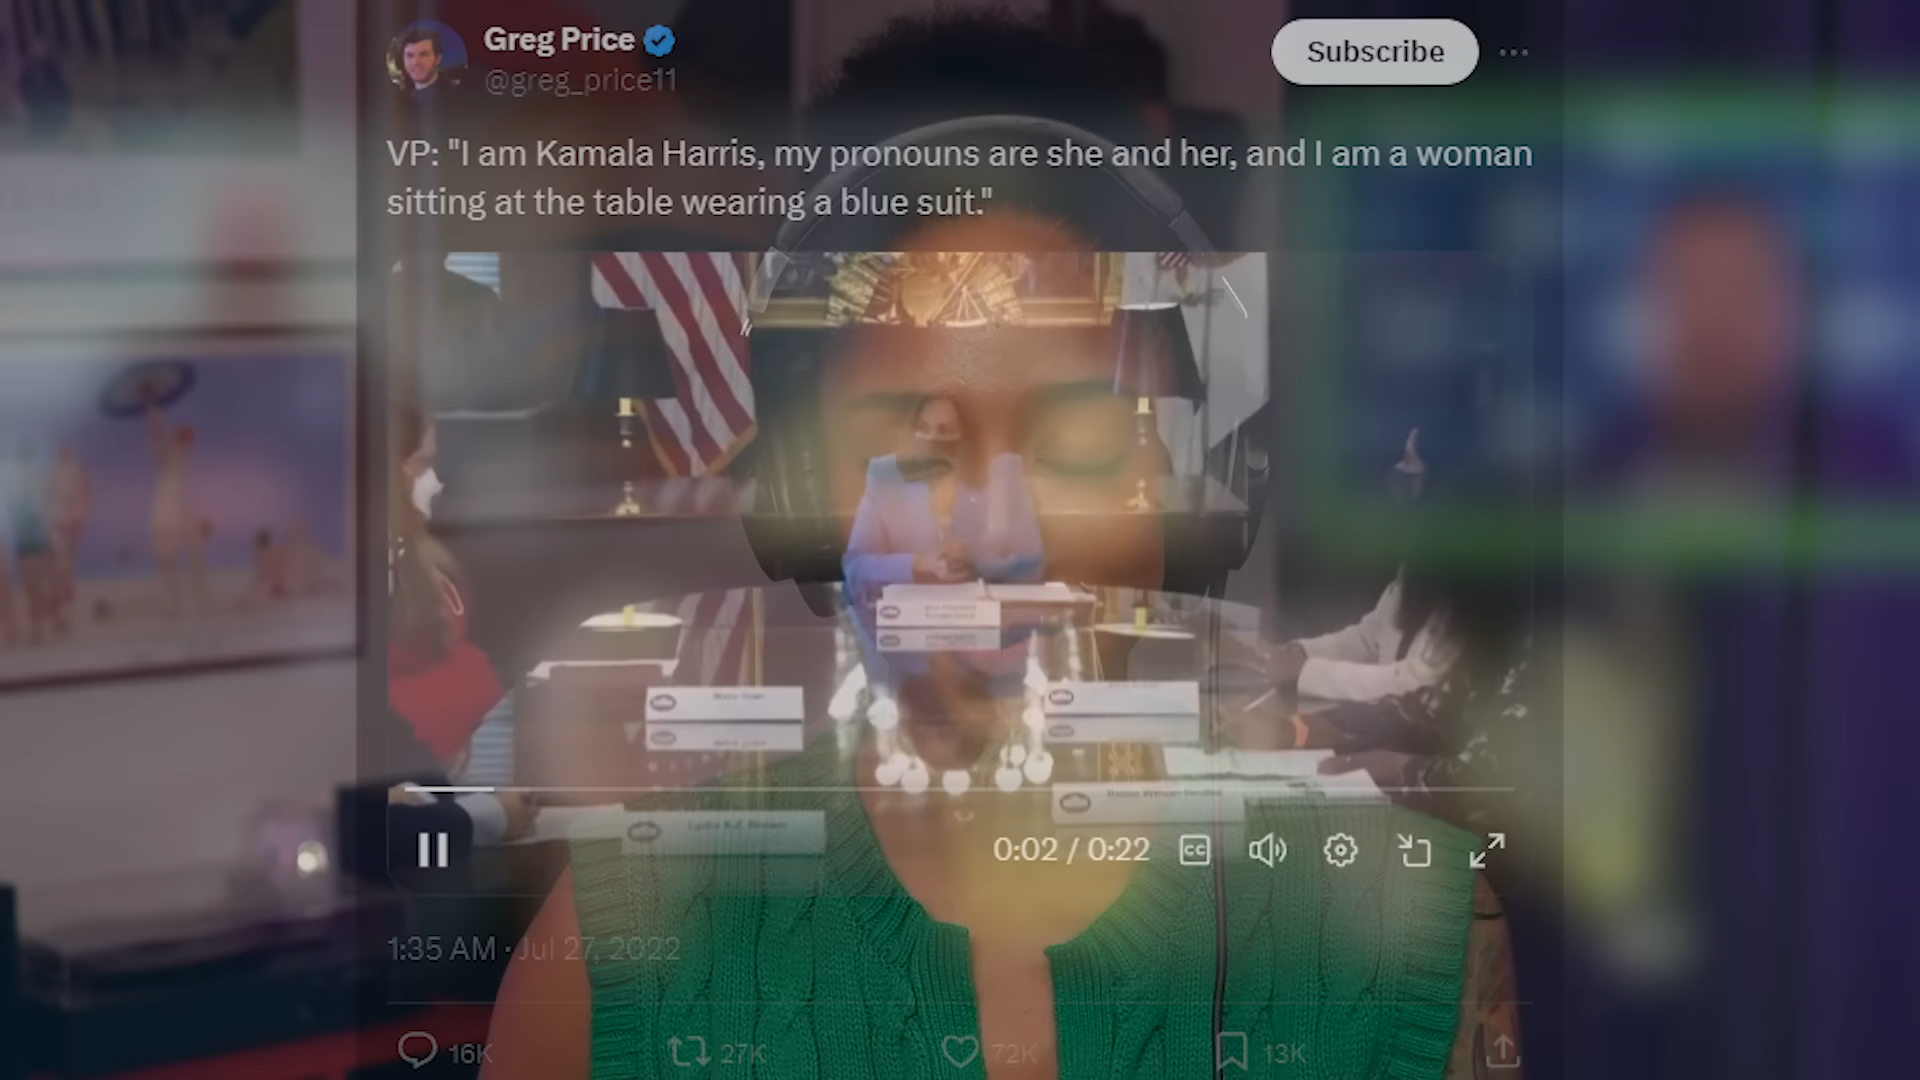 Greg Price
@greg_price11
Subscribe
VP: "I am Kamala Harris, my pronouns are she and her, and I am a woman
sitting at the table wearing a blue suit."
0:02 / 0:22
CC
1:35 AM · Jul 27, 2022
16K
27K
72K
13K